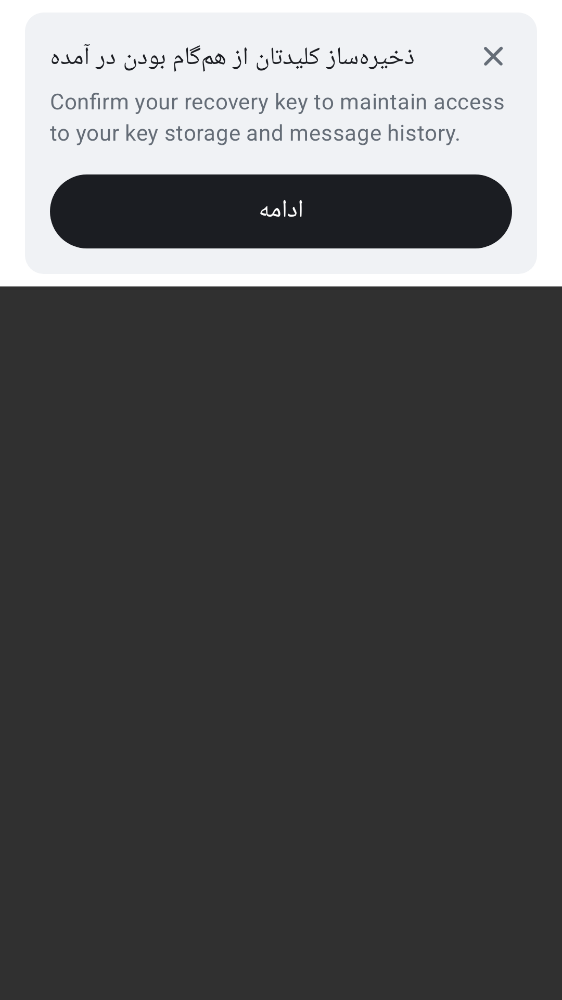 ذخیره‌ساز کلیدتان از هم‌گام بودن در آمده
Confirm your recovery key to maintain access
to your key storage and message history.
ادامه